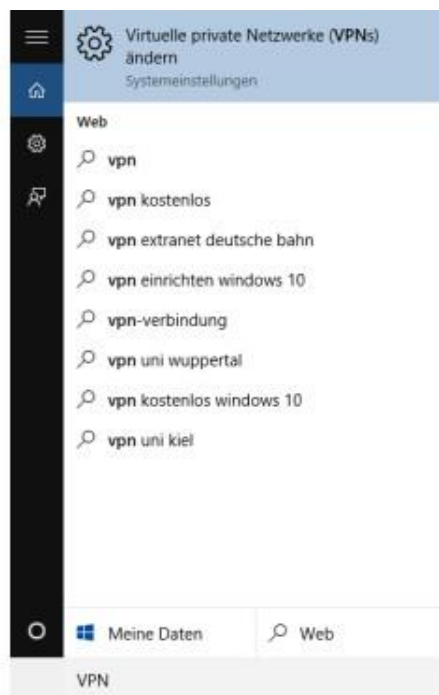 Virtuelle private Netzwerke (VPNs)
ändern
Systemeinstellungen
Web
vpn
vpn kostenlos
vpn extranet deutsche bahn
vpn einrichten windows 10
vpn-verbindung
vpn uni wuppertal
vpn kostenlos windows 10
vpn uni kiel
Meine Daten
Web
VPN